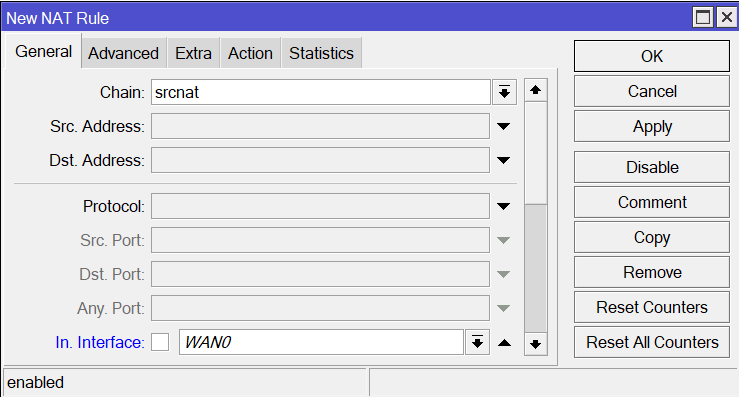 New NAT Rule
General Advanced Extra Action Statistics
Chain: srcnat
Src. Address:
Dst. Address:
Protocol:
Src. Port:
Dst. Port:
Any. Port:
In. Interface: WAN0
OK
Cancel
Apply
Disable
Comment
Copy
Remove
Reset Counters
Reset All Counters
enabled